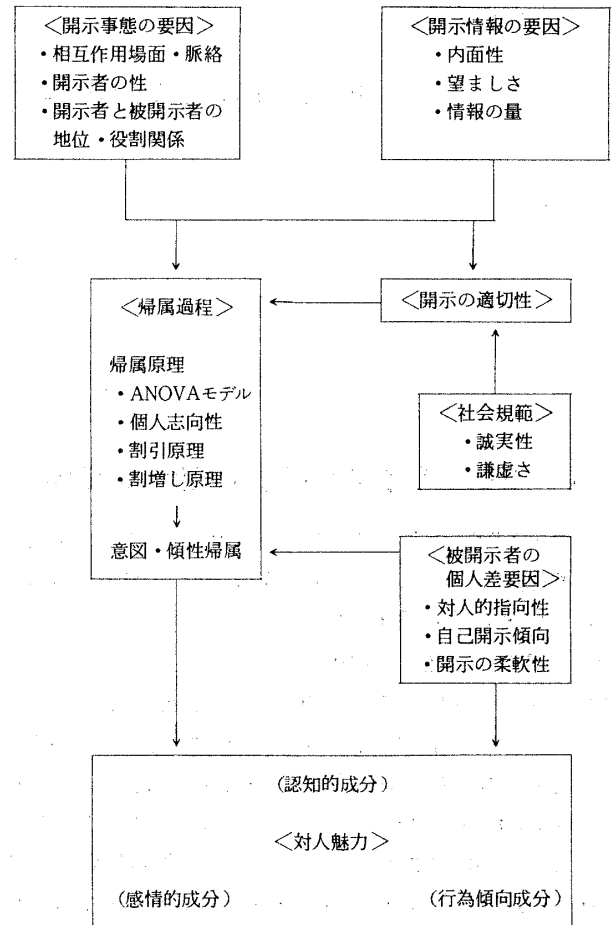 ＜開示事態の要因＞
・相互作用場面・脈絡
・開示者の性
・開示者と被開示者の
地位・役割関係
＜開示情報の要因＞
・内面性
・望ましさ
・情報の量
＜帰属過程＞
帰属原理
・ANOVAモデル
・個人志向性
・割引原理
・割増し原理
意図・傾性帰属
＜開示の適切性＞
＜社会規範＞
・誠実性
・謙虚さ
＜被開示者の
個人差要因＞
・対人的指向性
・自己開示傾向
・開示の柔軟性
(認知的成分)
＜対人魅力＞
(感情的成分)
(行為傾向成分)